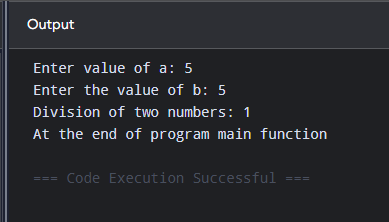 Output
Enter value of a: 5
Enter the value of b: 5
Division of two numbers: 1
At the end of program main function
=== Code Execution Successful ===